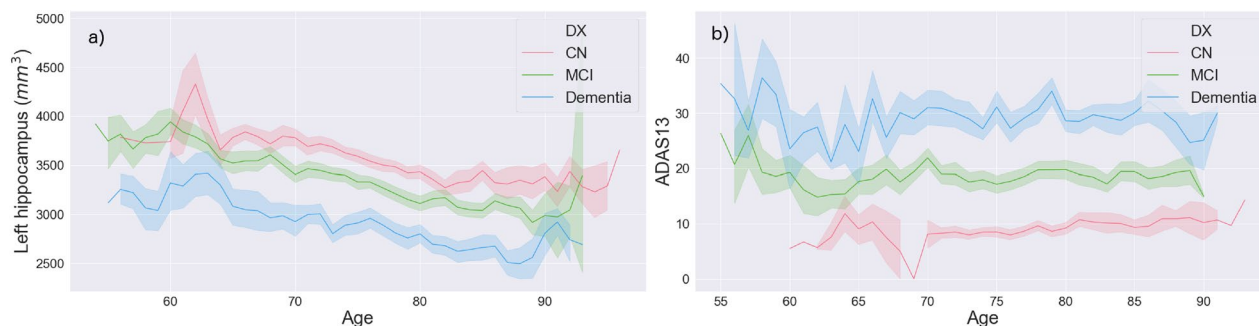 a)
Left hippocampus (mm³)
5000
4500
4000
3500
3000
2500
60
70
80
90
Age
DX
CN
MCI
Dementia
b)
ADAS13
40
30
20
10
0
55
60
65
70
75
80
85
90
Age
DX
CN
MCI
Dementia